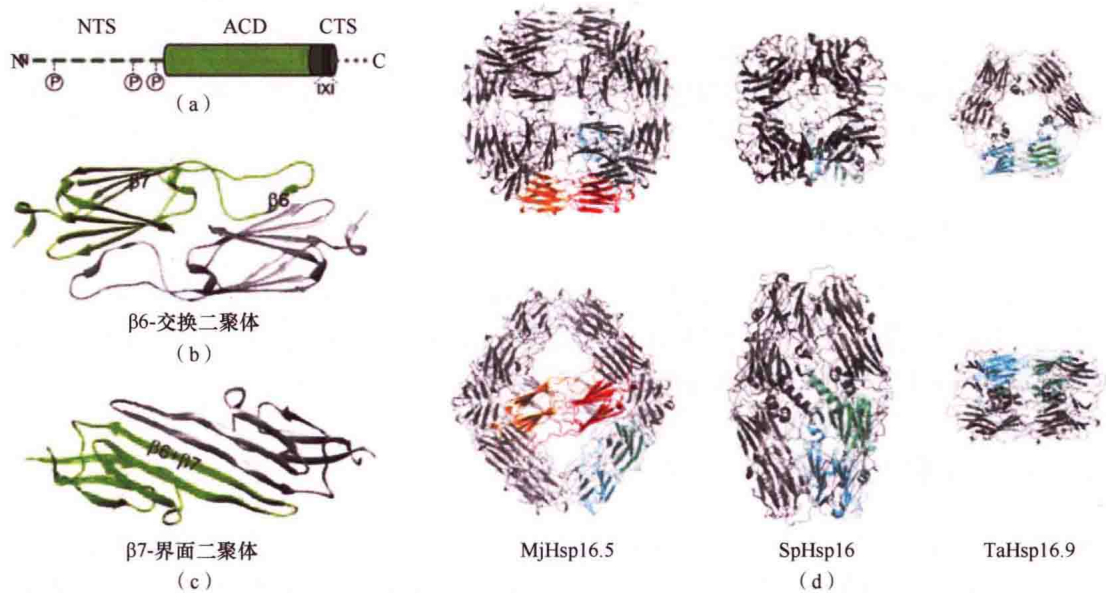 NTS ACD CTS
N C
P P P IXI
(a)
β7
β6
β6-交换二聚体
(b)
β6+β7
β7-界面二聚体
(c)
MjHsp16.5 SpHsp16 TaHsp16.9
(d)